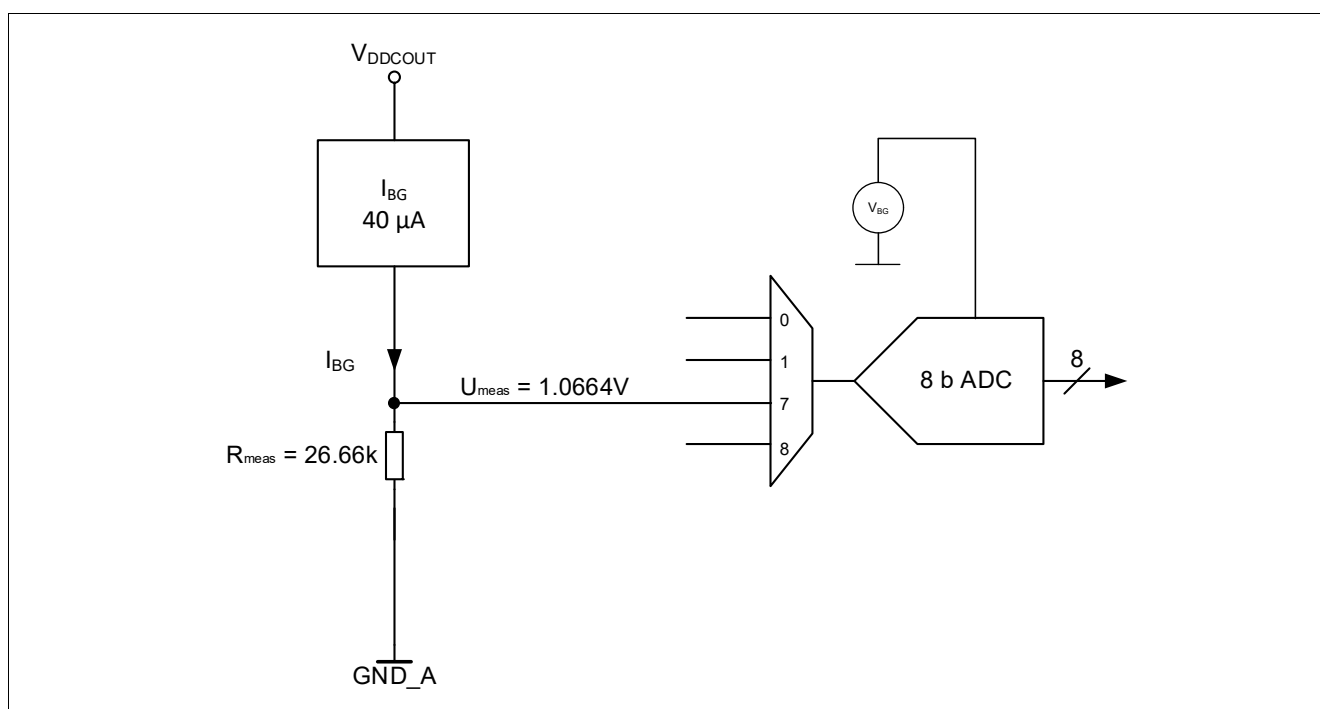 VDDCOUT
IBG
40 µA
VBG
0
IBG
1
8
8 b ADC
Umeas = 1.0664V
7
Rmeas = 26.66k
8
GND_A